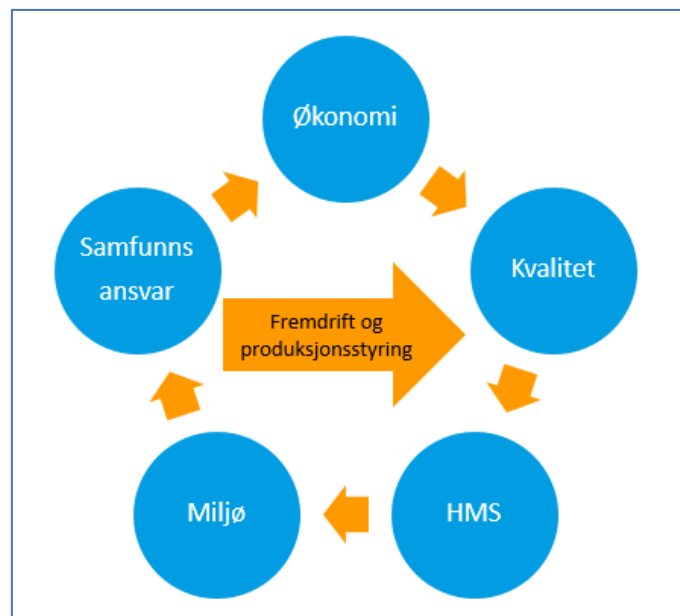 Økonomi
Kvalitet
HMS
Miljø
Samfunns
ansvar
Fremdrift og
produksjonsstyring